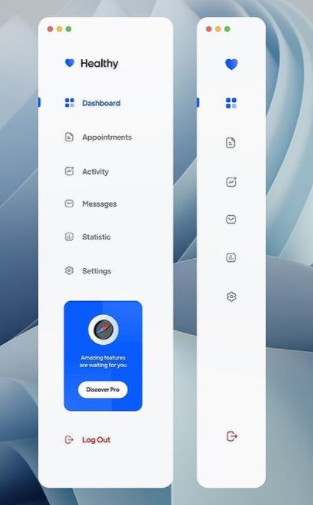 Healthy
Dashboard
Appointments
Activity
Messages
Statistic
Settings
Amazing features
are waiting for you
Discover Pro
Log Out